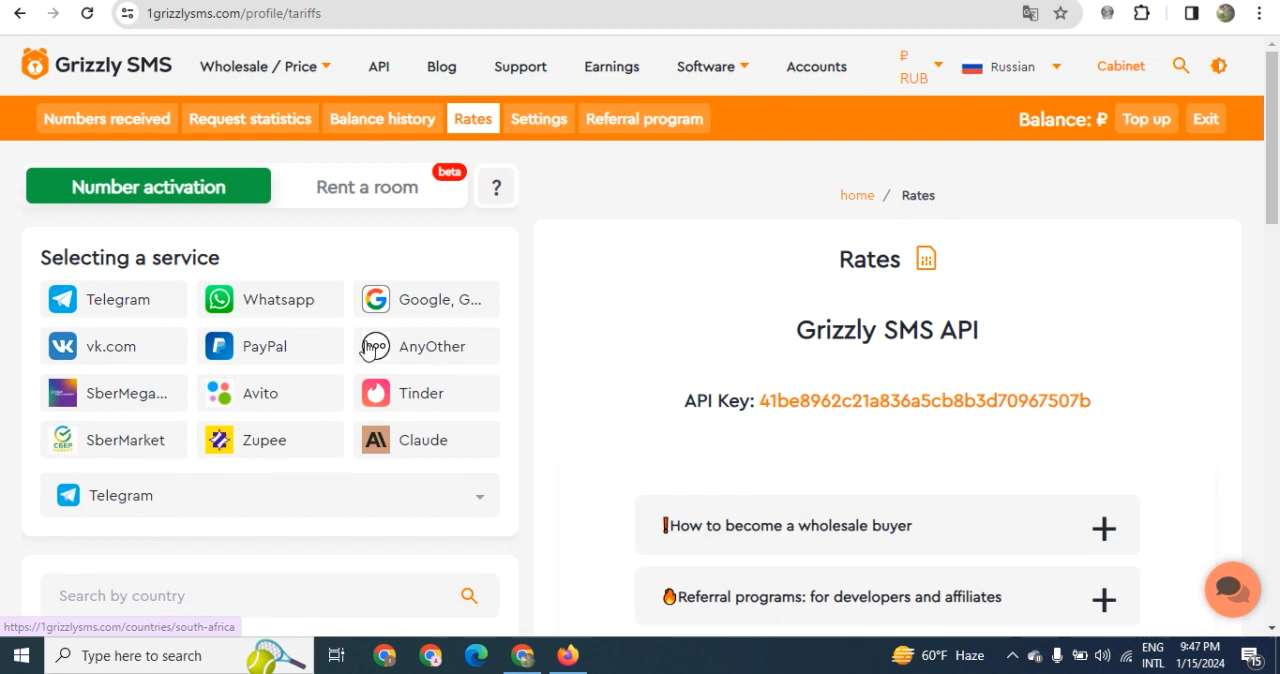 1grizzlysms.com/profile/tariffs
Grizzly SMS
Wholesale / Price
API
Blog
Support
Earnings
Software
Accounts
₽
RUB
Russian
Cabinet
Numbers received
Request statistics
Balance history
Rates
Settings
Referral program
Balance: ₽
Top up
Exit
Number activation
Rent a room
beta
?
home / Rates
Selecting a service
Telegram
Whatsapp
Google, G...
vk.com
PayPal
AnyOther
SberMega...
Avito
Tinder
SberMarket
Zupee
Claude
Telegram
Search by country
Rates
Grizzly SMS API
API Key: 41be8962c21a836a5cb8b3d70967507b
❗How to become a wholesale buyer
🔥Referral programs: for developers and affiliates
https://1grizzlysms.com/countries/south-africa
Type here to search
60°F Haze
ENG
INTL
9:47 PM
1/15/2024
15